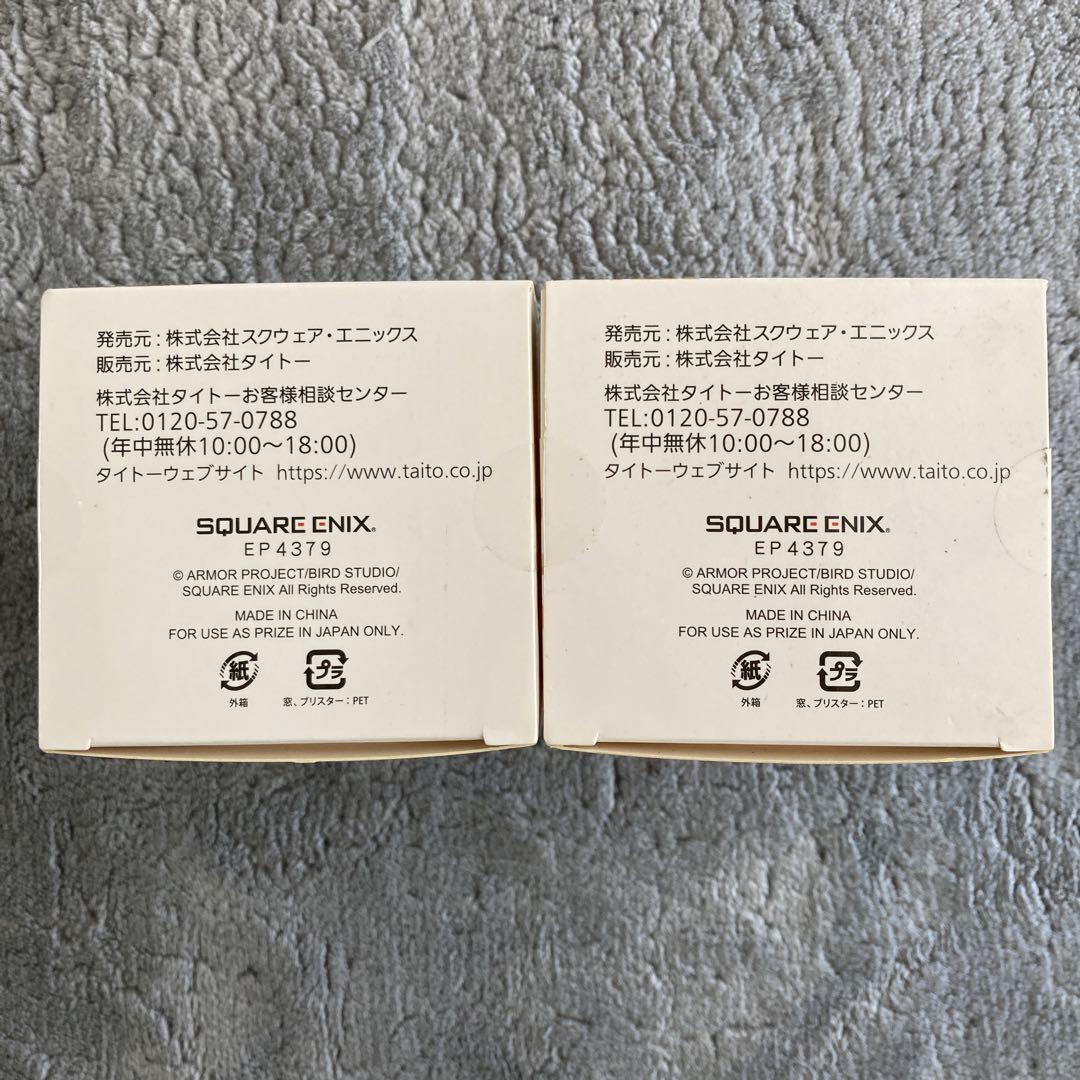 発売元：株式会社スクウェア・エニックス
販売元：株式会社タイトー
株式会社タイトーお客様相談センター
TEL:0120-57-0788
(年中無休10:00～18:00)
タイトーウェブサイト https://www.taito.co.jp
SQUARE ENIX®
EP4379
© ARMOR PROJECT/BIRD STUDIO/
SQUARE ENIX All Rights Reserved.
MADE IN CHINA
FOR USE AS PRIZE IN JAPAN ONLY.
紙 プラ
外箱 窓、ブリスター：PET
発売元：株式会社スクウェア・エニックス
販売元：株式会社タイトー
株式会社タイトーお客様相談センター
TEL:0120-57-0788
(年中無休10:00～18:00)
タイトーウェブサイト https://www.taito.co.jp
SQUARE ENIX®
EP4379
© ARMOR PROJECT/BIRD STUDIO/
SQUARE ENIX All Rights Reserved.
MADE IN CHINA
FOR USE AS PRIZE IN JAPAN ONLY.
紙 プラ
外箱 窓、ブリスター：PET